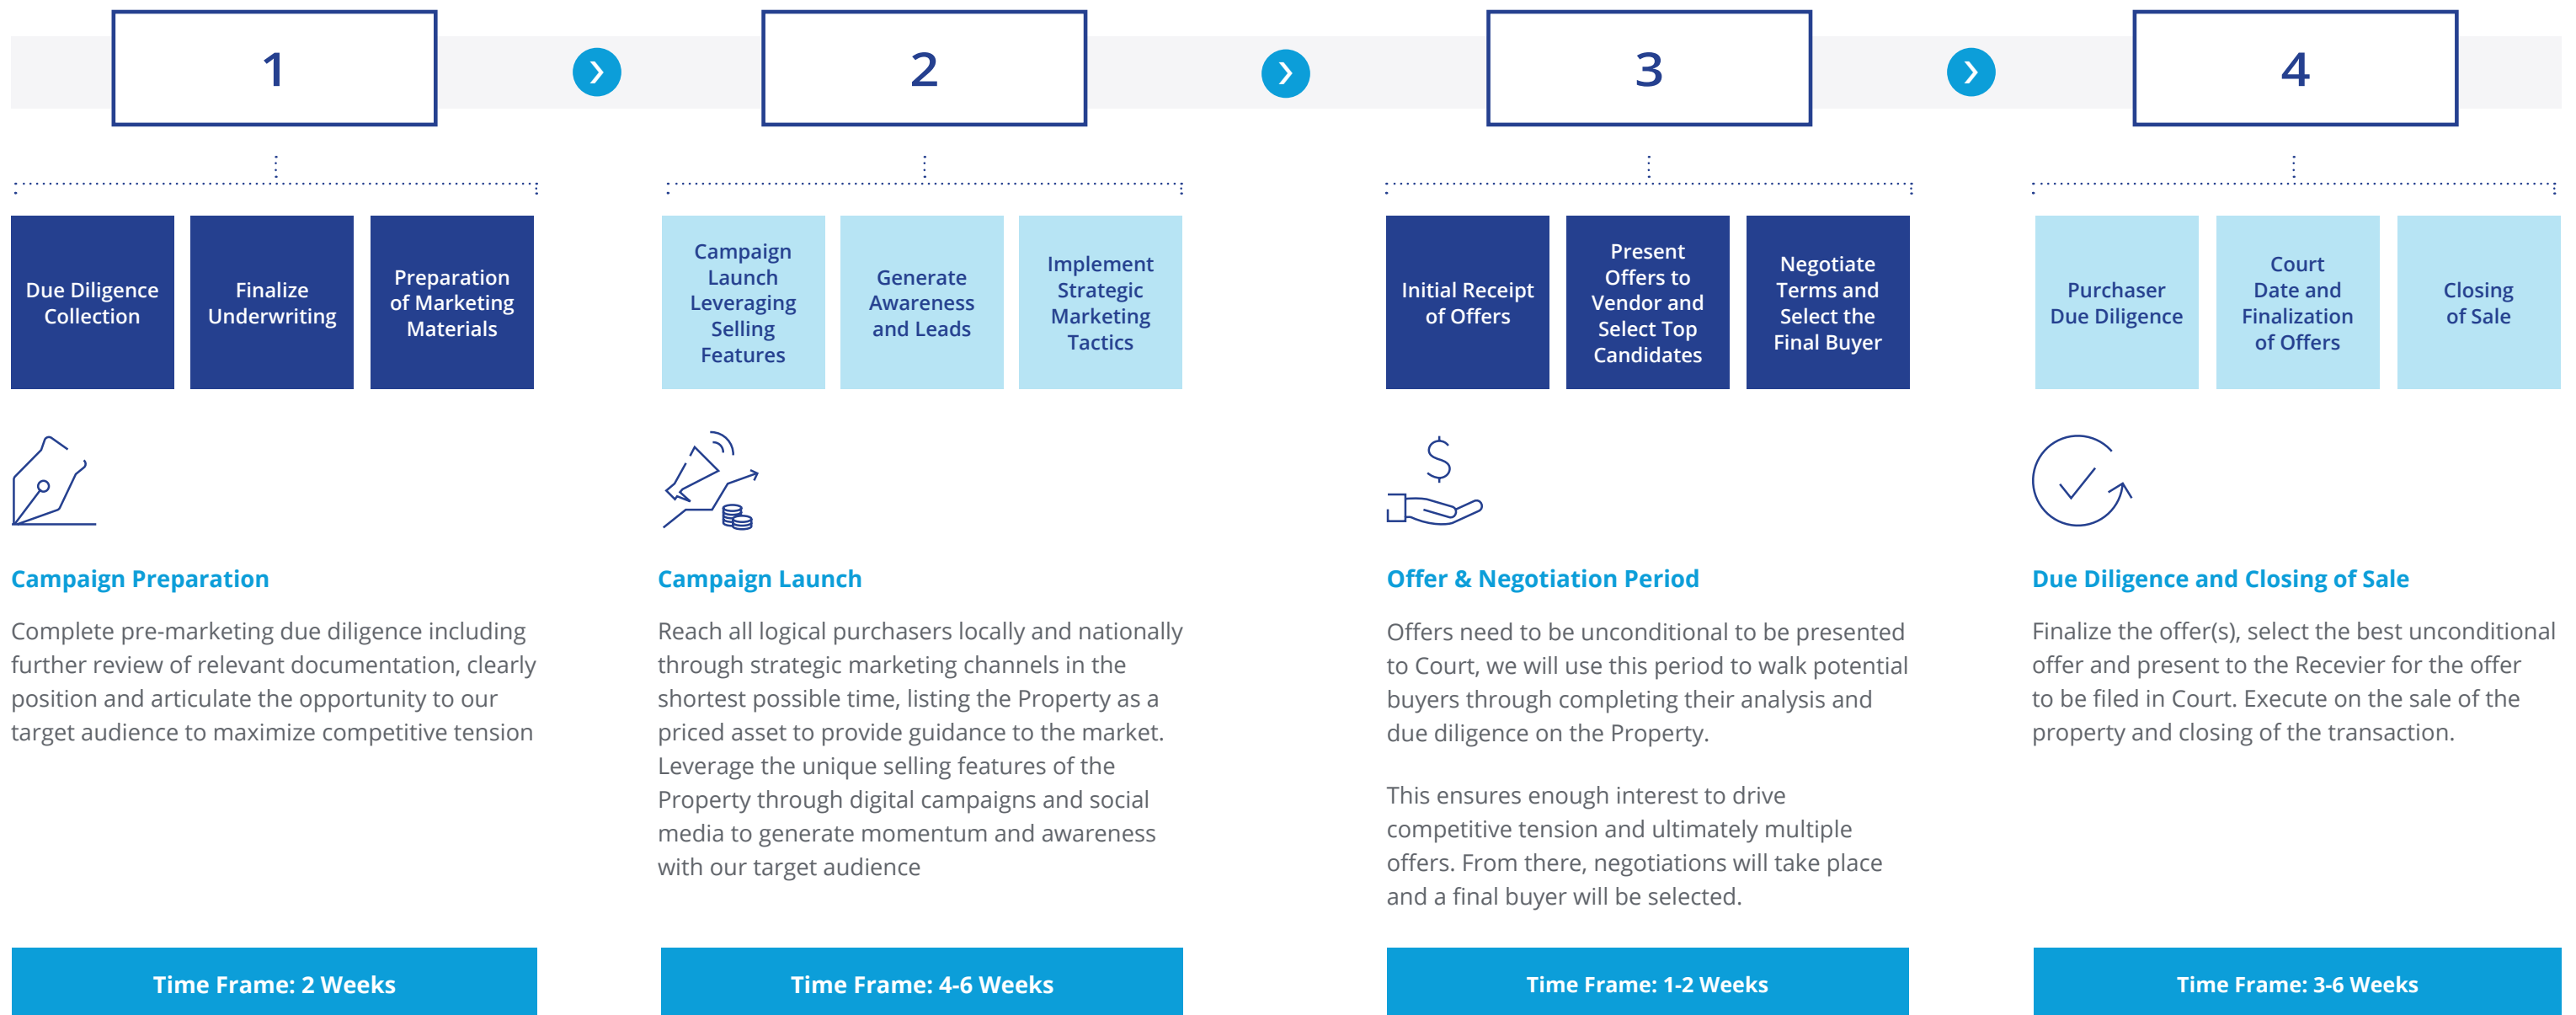 1
2
3
4
Due Diligence
Collection
Finalize
Underwriting
Preparation
of Marketing
Materials
Campaign
Launch
Leveraging
Selling
Features
Generate
Awareness
and Leads
Implement
Strategic
Marketing
Tactics
Initial Receipt
of Offers
Present
Offers to
Vendor and
Select Top
Candidates
Negotiate
Terms and
Select the
Final Buyer
Purchaser
Due Diligence
Court
Date and
Finalization
of Offers
Closing
of Sale
$
Campaign Preparation
Complete pre-marketing due diligence including
further review of relevant documentation, clearly
position and articulate the opportunity to our
target audience to maximize competitive tension
Time Frame: 2 Weeks
Campaign Launch
Reach all logical purchasers locally and nationally
through strategic marketing channels in the
shortest possible time, listing the Property as a
priced asset to provide guidance to the market.
Leverage the unique selling features of the
Property through digital campaigns and social
media to generate momentum and awareness
with our target audience
Time Frame: 4-6 Weeks
Offer & Negotiation Period
Offers need to be unconditional to be presented
to Court, we will use this period to walk potential
buyers through completing their analysis and
due diligence on the Property.
This ensures enough interest to drive
competitive tension and ultimately multiple
offers. From there, negotiations will take place
and a final buyer will be selected.
Time Frame: 1-2 Weeks
Due Diligence and Closing of Sale
Finalize the offer(s), select the best unconditional
offer and present to the Recevier for the offer
to be filed in Court. Execute on the sale of the
property and closing of the transaction.
Time Frame: 3-6 Weeks